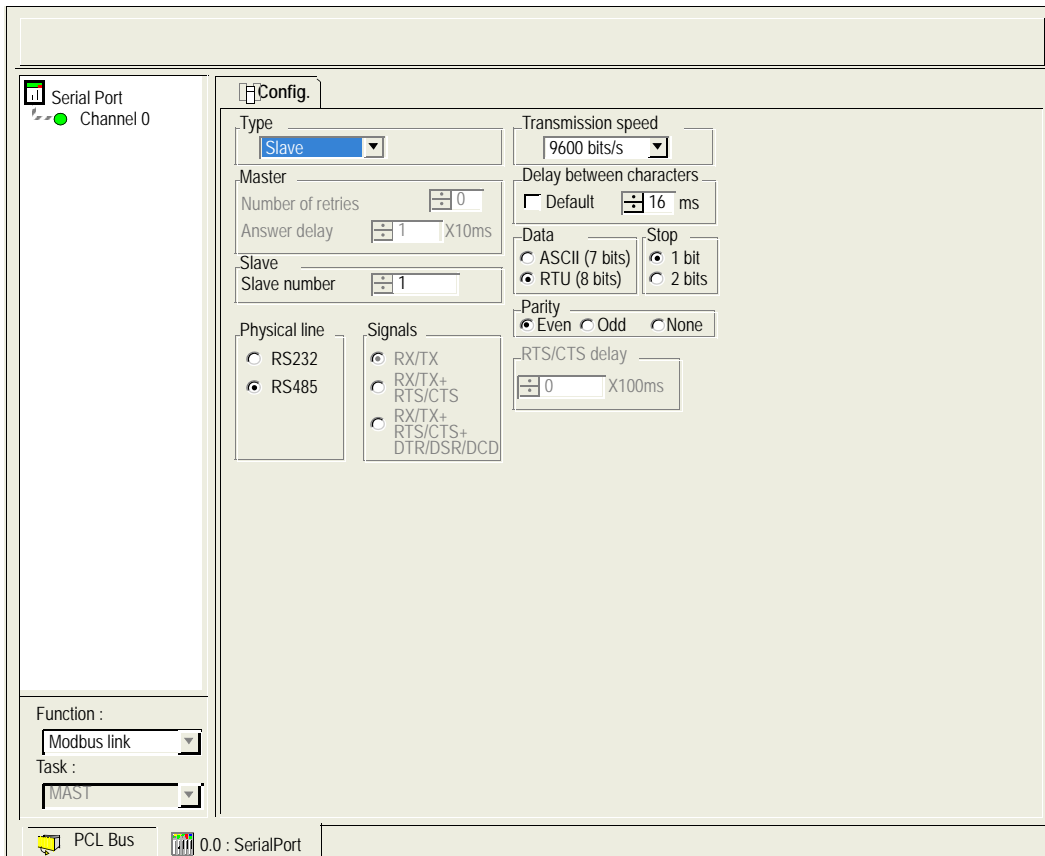 Serial Port
Channel 0
Config.
Type
Slave
Master
Number of retries
0
Answer delay
1
X10ms
Slave
Slave number
1
Physical line
RS232
RS485
Signals
RX/TX
RX/TX+
RTS/CTS
RX/TX+
RTS/CTS+
DTR/DSR/DCD
Transmission speed
9600 bits/s
Delay between characters
Default
16 ms
Data
ASCII (7 bits)
RTU (8 bits)
Stop
1 bit
2 bits
Parity
Even
Odd
None
RTS/CTS delay
0
X100ms
Function :
Modbus link
Task :
MAST
PCL Bus
0.0 : SerialPort